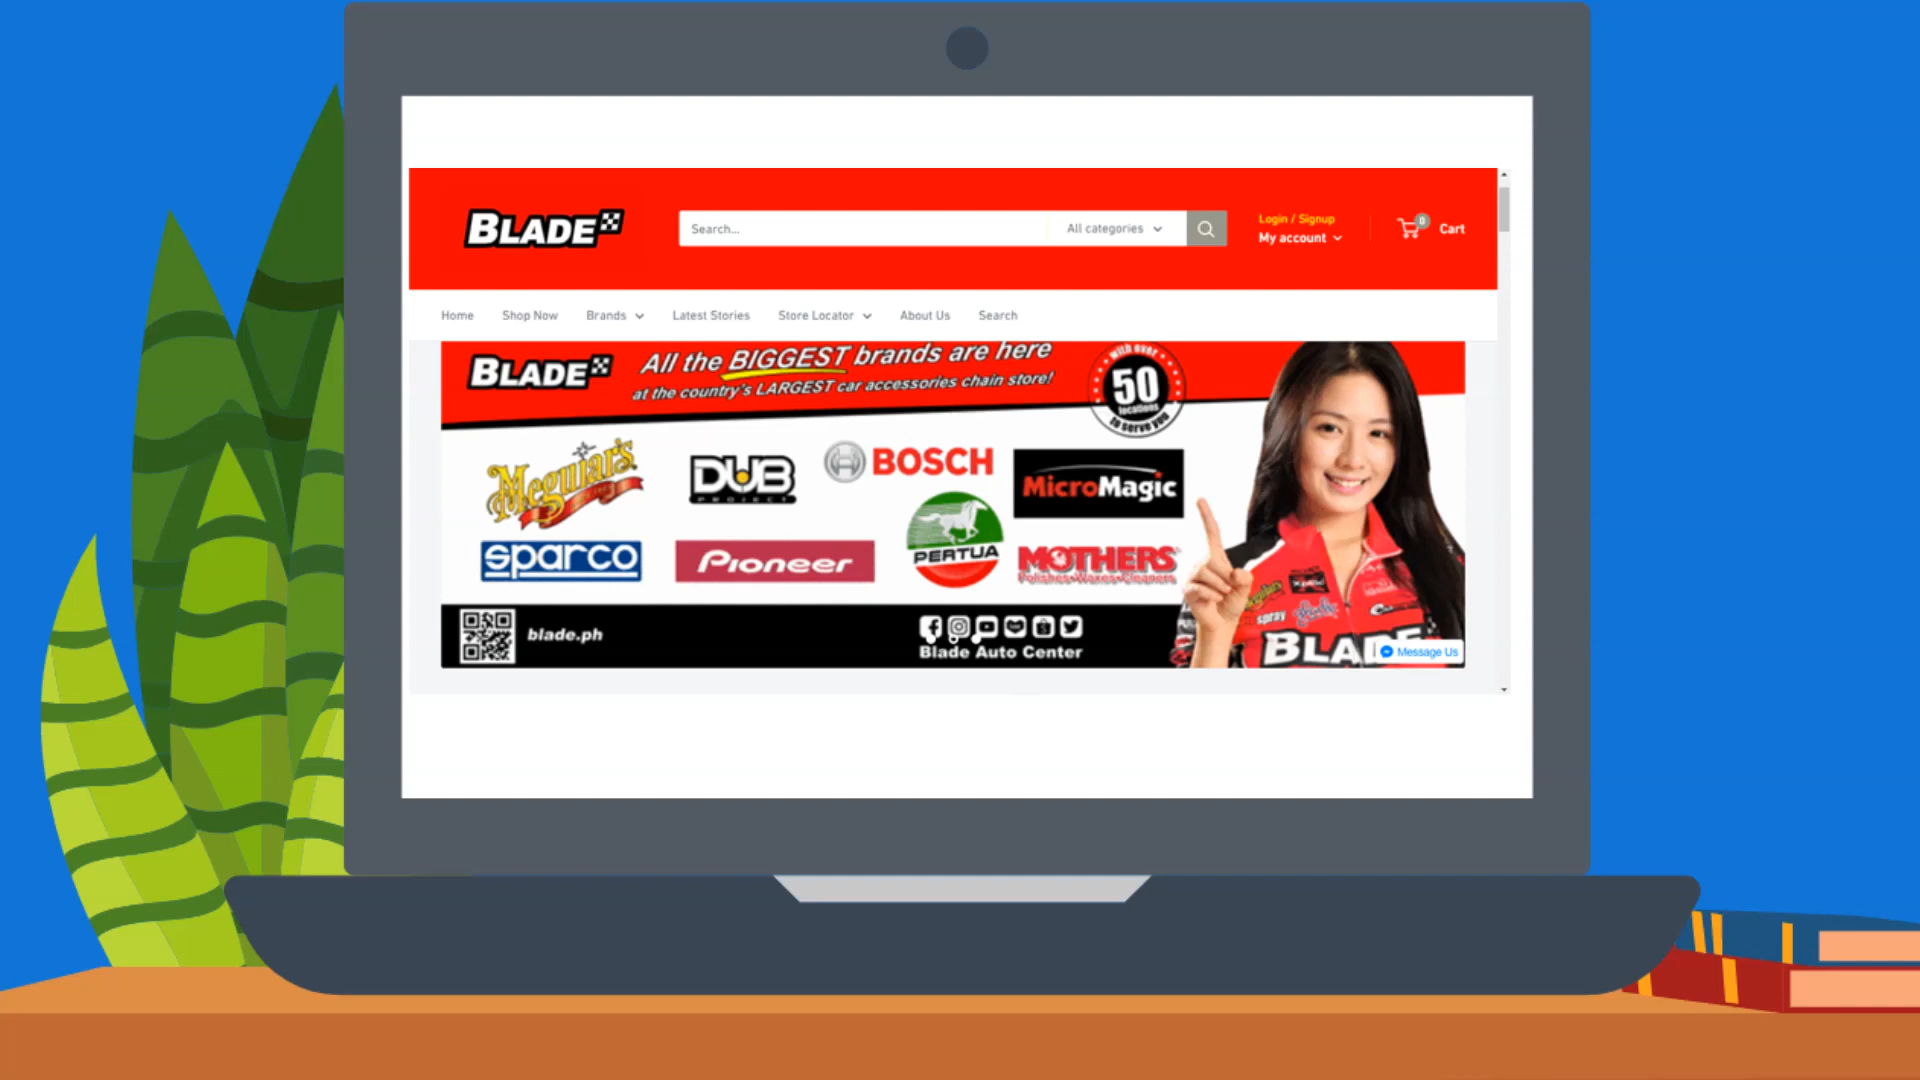 BLADE
Search...
All categories
Login / Signup
My account
0
Cart
Home
Shop Now
Brands
Latest Stories
Store Locator
About Us
Search
BLADE
All the BIGGEST brands are here
at the country's LARGEST car accessories chain store!
with over
50
locations
to serve you
Meguiar's
DUB
PROJECT
BOSCH
MicroMagic
sparco
Pioneer
PERTUA
MOTHERS
Polishes•Waxes•Cleaners
blade.ph
Blade Auto Center
Meguiar's
spray
BLADE
Message Us